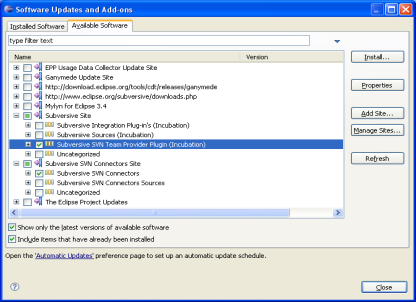 Software Updates and Add-ons
Installed Software
Available Software
type filter text
Name
Version
EPP Usage Data Collector Update Site
Ganymede Update Site
http://download.eclipse.org/tools/cdt/releases/ganymede
http://www.eclipse.org/subversive/downloads.php
Mylyn for Eclipse 3.4
Subversive Site
Subversive Integration Plug-in's (Incubation)
Subversive Sources (Incubation)
Subversive SVN Team Provider Plugin (Incubation)
Uncategorized
Subversive SVN Connectors Site
Subversive SVN Connectors
Subversive SVN Connectors Sources
Uncategorized
The Eclipse Project Updates
Install...
Properties
Add Site...
Manage Sites...
Refresh
Show only the latest versions of available software
Include items that have already been installed
Open the 'Automatic Updates' preference page to set up an automatic update schedule.
Close